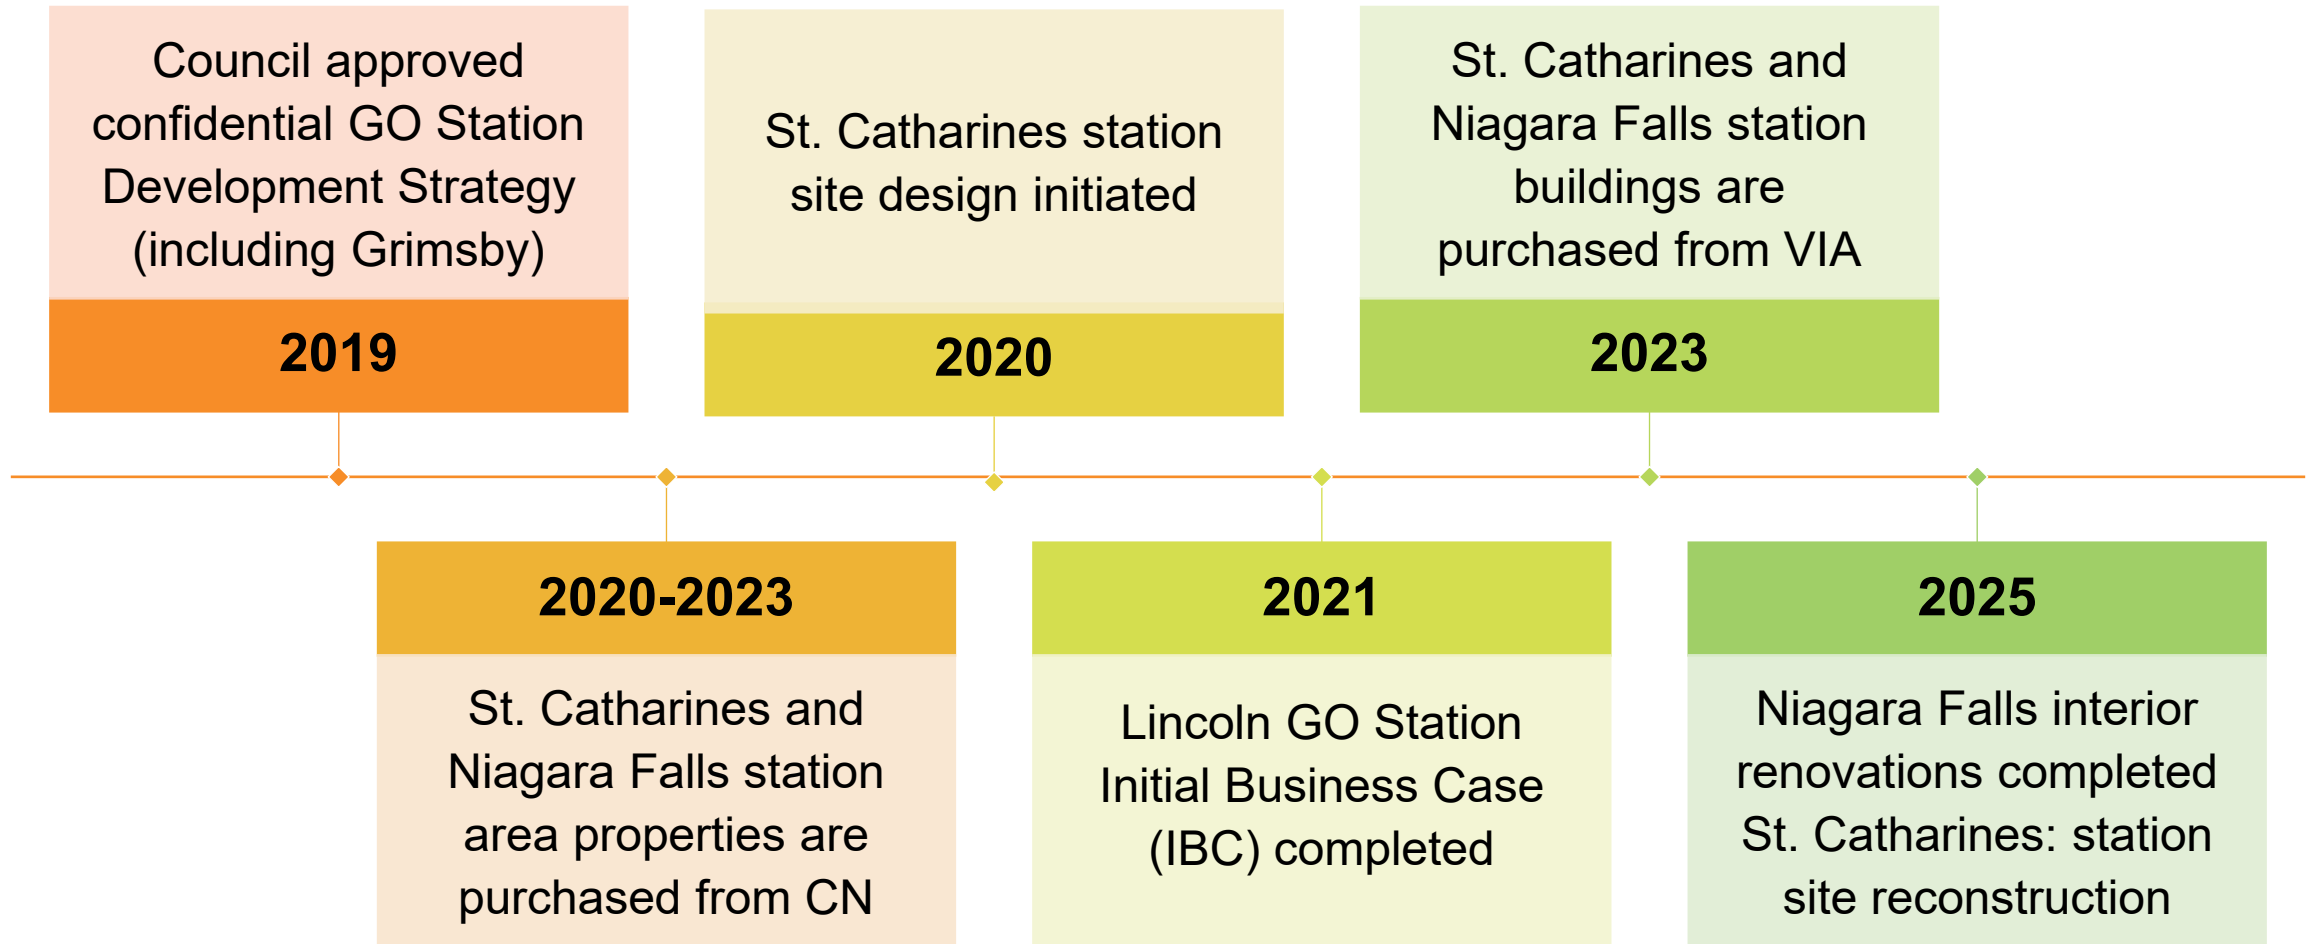 Council approved
confidential GO Station
Development Strategy
(including Grimsby)
2019
2020-2023
St. Catharines and
Niagara Falls station
area properties are
purchased from CN
St. Catharines station
site design initiated
2020
2021
Lincoln GO Station
Initial Business Case
(IBC) completed
St. Catharines and
Niagara Falls station
buildings are
purchased from VIA
2023
2025
Niagara Falls interior
renovations completed
St. Catharines: station
site reconstruction